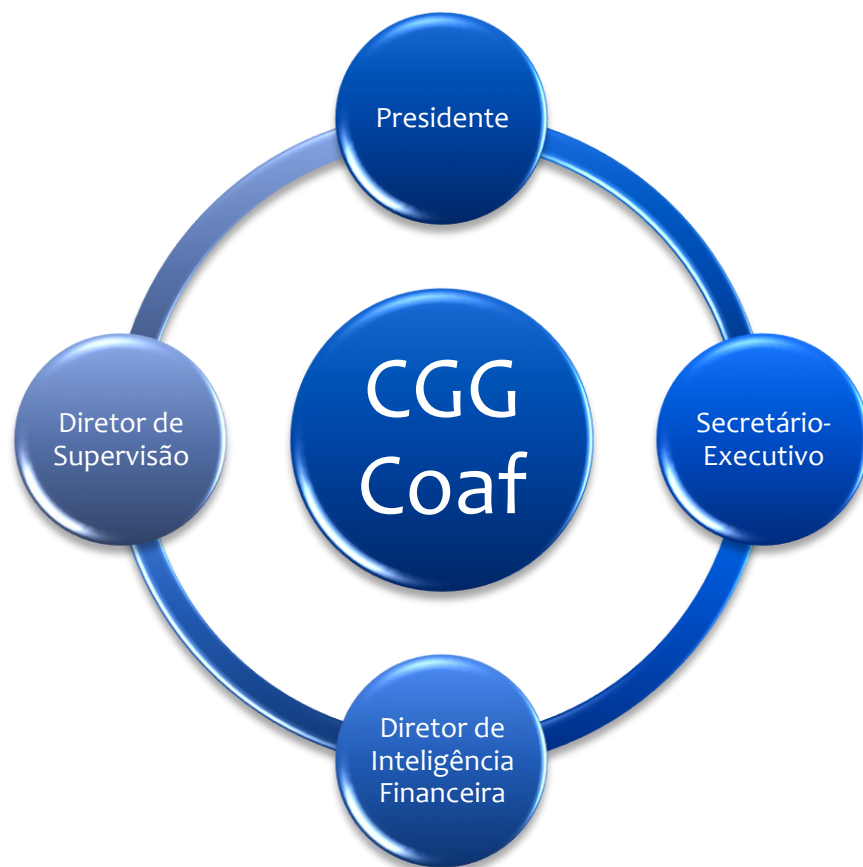 Presidente
CGG
Coaf
Diretor de
Supervisão
Secretário-
Executivo
Diretor de
Inteligência
Financeira